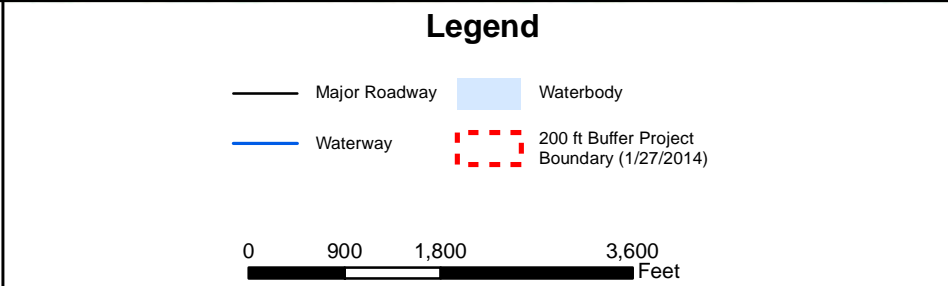 Legend
Major Roadway
Waterbody
Waterway
200 ft Buffer Project
Boundary (1/27/2014)
0 900 1,800 3,600
Feet